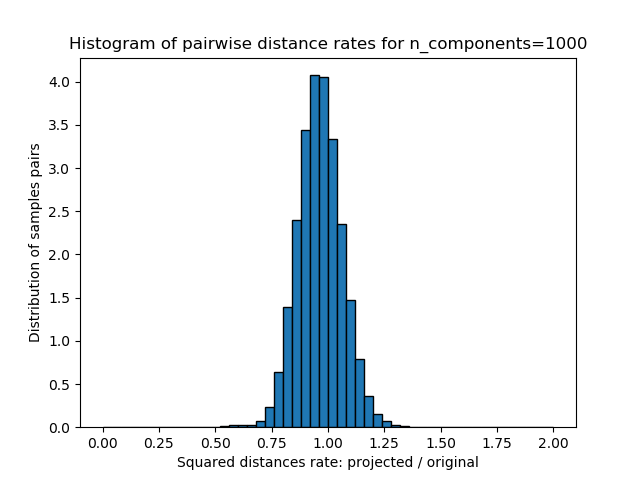 Histogram of pairwise distance rates for n_components=1000
4.0
3.5
3.0
2.5
2.0
1.5
1.0
0.5
0.0
Distribution of samples pairs
0.00 0.25 0.50 0.75 1.00 1.25 1.50 1.75 2.00
Squared distances rate: projected / original